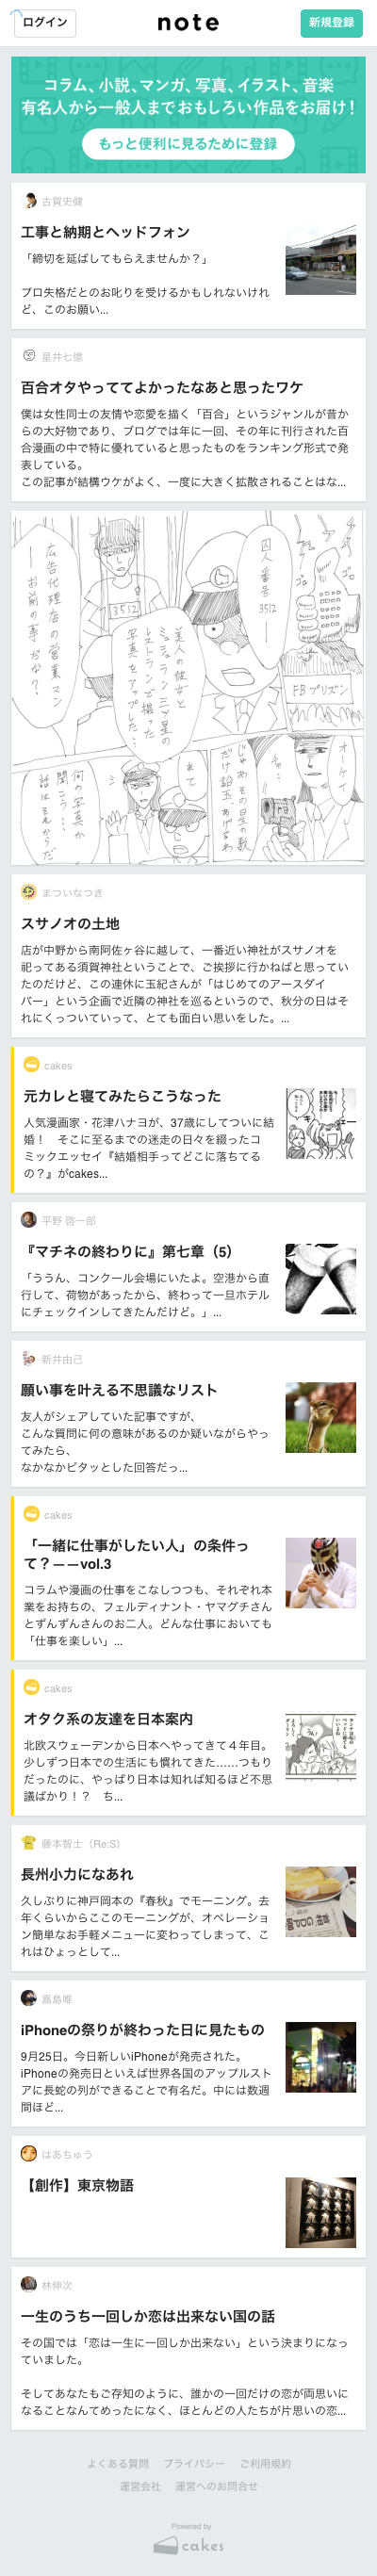 ログイン
note
新規登録
コラム、小説、マンガ、写真、イラスト、音楽
有名人から一般人までおもしろい作品をお届け！
もっと便利に見るために登録
古賀史健
工事と納期とヘッドフォン
「締切を延ばしてもらえませんか？」
プロ失格だとのお叱りを受けるかもしれないけれ
ど、このお願い...
星井七億
百合オタやっててよかったなあと思ったワケ
僕は女性同士の友情や恋愛を描く「百合」というジャンルが昔か
らの大好物であり、ブログでは年に一回、その年に刊行された百
合漫画の中で特に優れていると思ったものをランキング形式で発
表している。
この記事が結構ウケがよく、一度に大きく拡散されることはな...
囚人番号3512
ゴロ
ゴロ
FBプリズン
美人の彼女と
ミシュラン三ツ星の
レストランで撮った
写真をアップした…
3512
広告代理店の営業マン
ーお前の事だな？
オーケイ
じゃあその星の数
だけ鉛玉あげるわ
チャ…
まて
何の写真か
聞こう…
話はそれからだ
まついなつき
スサノオの土地
店が中野から南阿佐ヶ谷に越して、一番近い神社がスサノオを
祀ってある須賀神社ということで、ご挨拶に行かねばと思ってい
たのだけど、この連休に玉紀さんが「はじめてのアースダイ
バー」という企画で近隣の神社を巡るというので、秋分の日はそ
れにくっついていって、とても面白い思いをした。...
cakes
元カレと寝てみたらこうなった
人気漫画家・花津ハナヨが、37歳にしてついに結
婚！　そこに至るまでの迷走の日々を綴ったコ
ミックエッセイ『結婚相手ってどこに落ちてる
の？』がcakes...
平野 啓一郎
『マチネの終わりに』第七章（5）
「ううん、コンクール会場にいたよ。空港から直
行して、荷物があったから、終わって一旦ホテル
にチェックインしてきたんだけど。」...
新井由己
願い事を叶える不思議なリスト
友人がシェアしていた記事ですが、
こんな質問に何の意味があるのか疑いながらやっ
てみたら、
なかなかピタッとした回答だっ...
cakes
「一緒に仕事がしたい人」の条件っ
て？――vol.3
コラムや漫画の仕事をこなしつつも、それぞれ本
業をお持ちの、フェルディナント・ヤマグチさん
とずんずんさんのお二人。どんな仕事においても
「仕事を楽しい」...
cakes
オタク系の友達を日本案内
北欧スウェーデンから日本へやってきて４年目。
少しずつ日本での生活にも慣れてきた……つもり
だったのに、やっぱり日本は知れば知るほど不思
議ばかり！？　ち...
藤本智士（Re:S）
長州小力になあれ
久しぶりに神戸岡本の『春秋』でモーニング。去
年くらいからここのモーニングが、オペレーショ
ン簡単なお手軽メニューに変わってしまって、こ
れはひょっとして...
嘉島唯
iPhoneの祭りが終わった日に見たもの
9月25日。今日新しいiPhoneが発売された。
iPhoneの発売日といえば世界各国のアップルスト
アに長蛇の列ができることで有名だ。中には数週
間ほど...
はあちゅう
【創作】東京物語
林伸次
一生のうち一回しか恋は出来ない国の話
その国では「恋は一生に一回しか出来ない」という決まりになっ
ていました。
そしてあなたもご存知のように、誰かの一回だけの恋が両思いに
なることなんてめったになく、ほとんどの人たちが片思いの恋...
よくある質問　プライバシー　ご利用規約
運営会社　運営へのお問合せ
Powered by
cakes